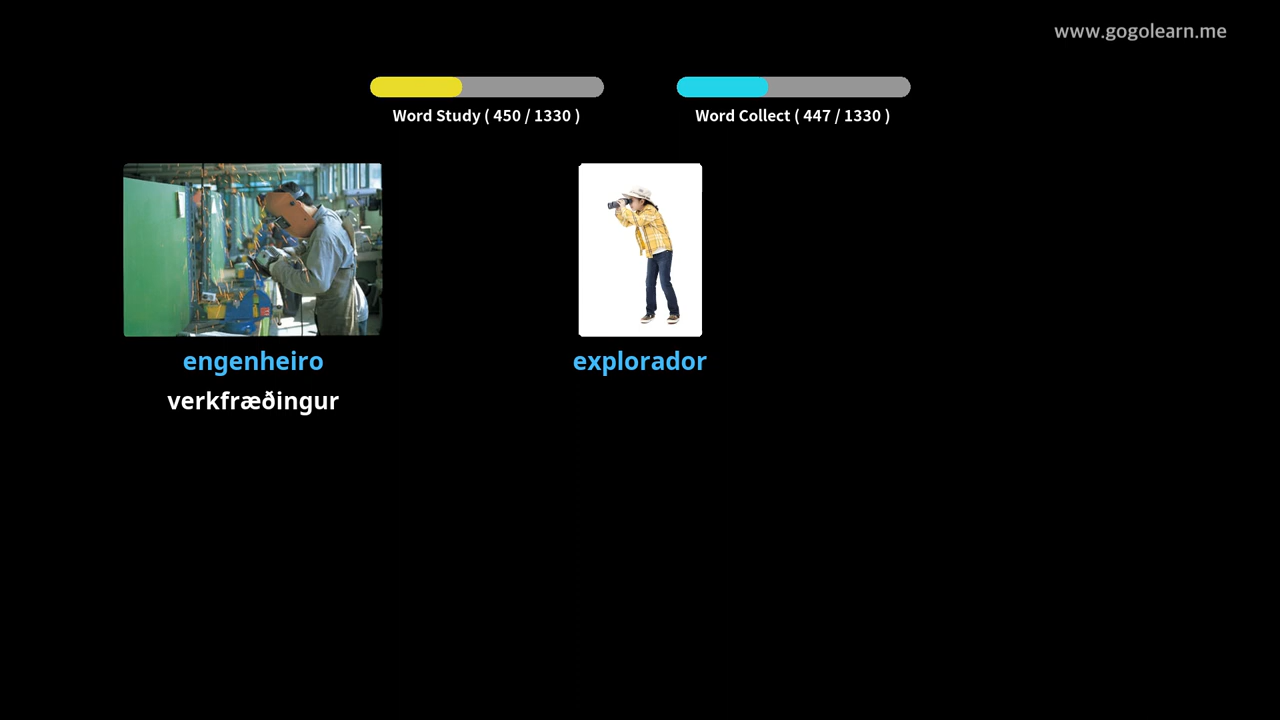 www.gogolearn.me
Word Study ( 450 / 1330 )
Word Collect ( 447 / 1330 )
engenheiro
verkfræðingur
explorador